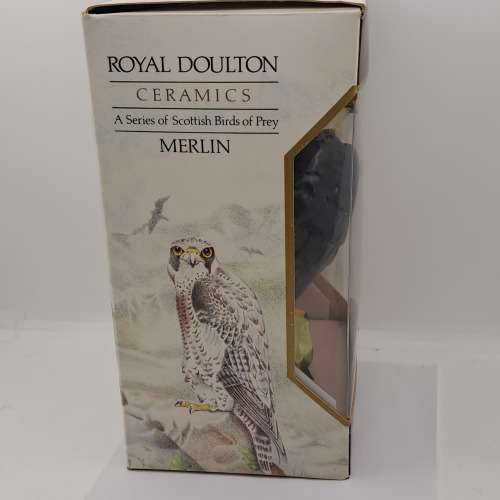 ROYAL DOULTON
CERAMICS
A Series of Scottish Birds of Prey
MERLIN